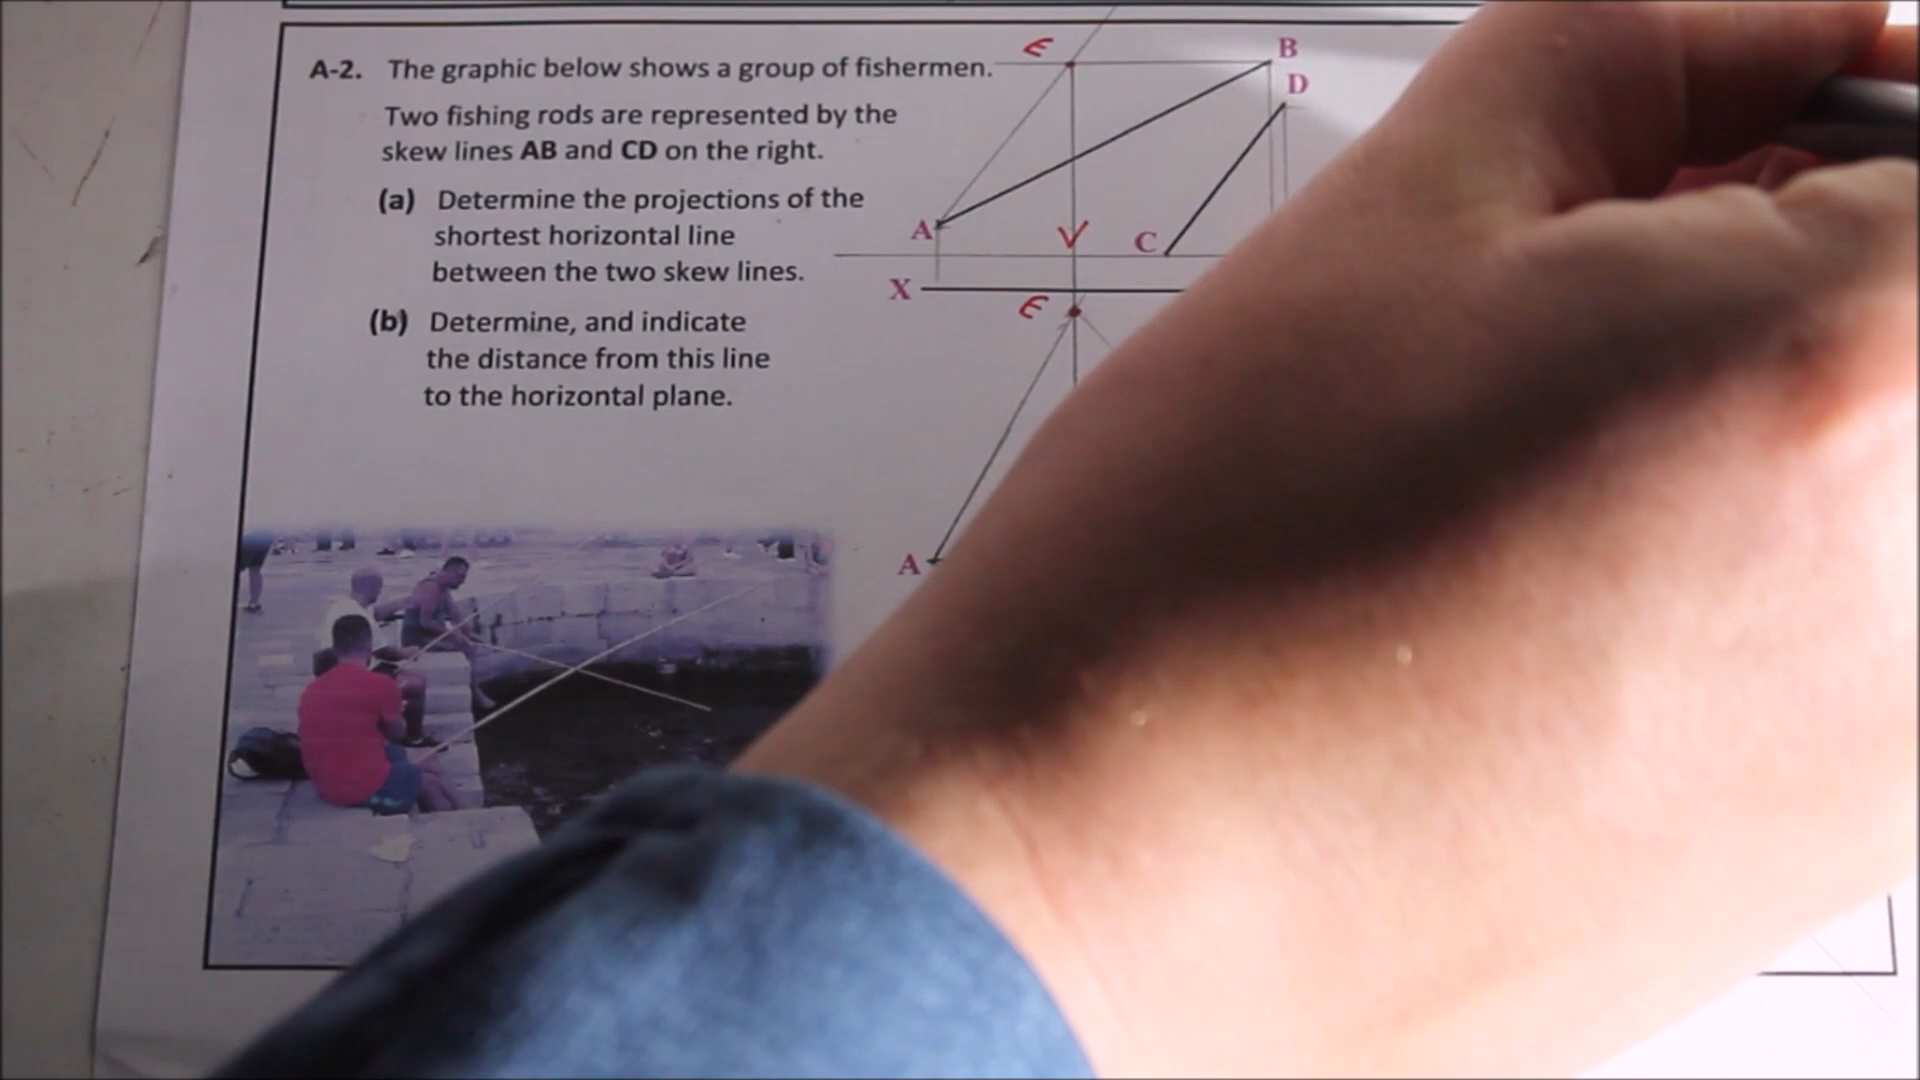 A-2. The graphic below shows a group of fishermen.
Two fishing rods are represented by the
skew lines AB and CD on the right.
(a) Determine the projections of the
shortest horizontal line
between the two skew lines.
(b) Determine, and indicate
the distance from this line
to the horizontal plane.
E
B
D
A
V
C
X
E
A